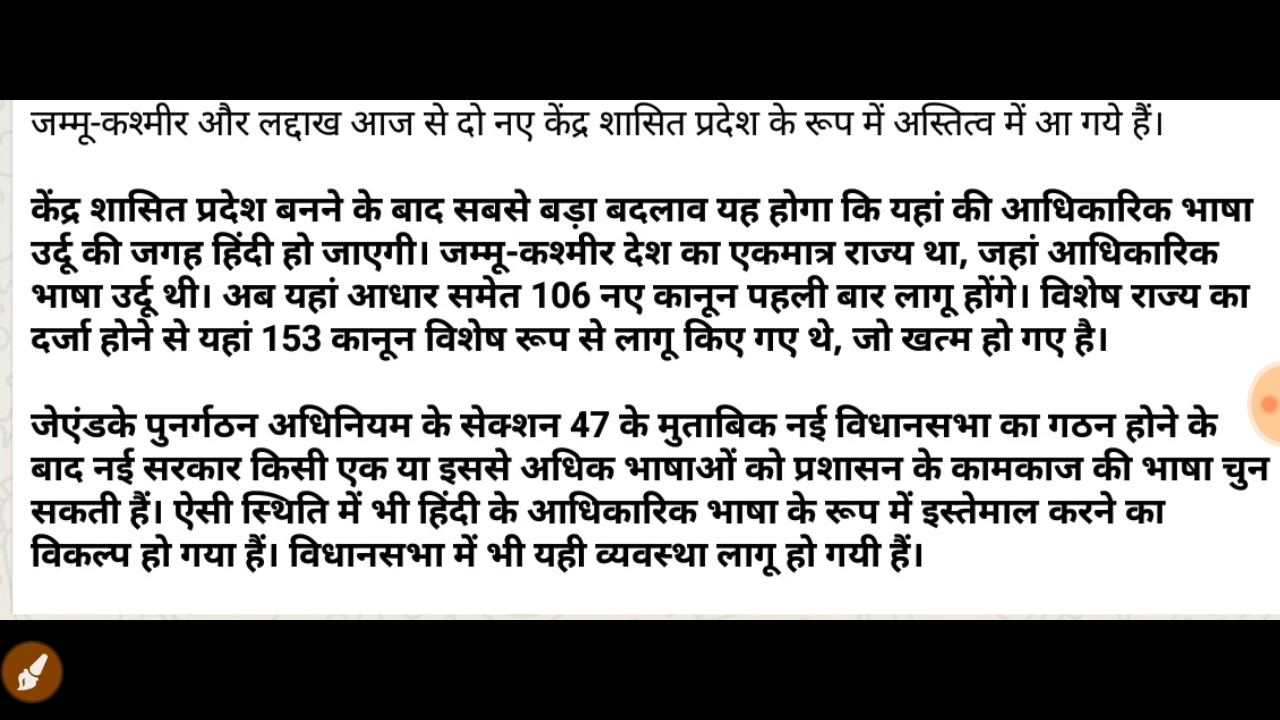 जम्मू-कश्मीर और लद्दाख आज से दो नए केंद्र शासित प्रदेश के रूप में अस्तित्व में आ गये हैं।
केंद्र शासित प्रदेश बनने के बाद सबसे बड़ा बदलाव यह होगा कि यहां की आधिकारिक भाषा
उर्दू की जगह हिंदी हो जाएगी। जम्मू-कश्मीर देश का एकमात्र राज्य था, जहां आधिकारिक
भाषा उर्दू थी। अब यहां आधार समेत 106 नए कानून पहली बार लागू होंगे। विशेष राज्य का
दर्जा होने से यहां 153 कानून विशेष रूप से लागू किए गए थे, जो खत्म हो गए है।
जेएंडके पुनर्गठन अधिनियम के सेक्शन 47 के मुताबिक नई विधानसभा का गठन होने के
बाद नई सरकार किसी एक या इससे अधिक भाषाओं को प्रशासन के कामकाज की भाषा चुन
सकती हैं। ऐसी स्थिति में भी हिंदी के आधिकारिक भाषा के रूप में इस्तेमाल करने का
विकल्प हो गया हैं। विधानसभा में भी यही व्यवस्था लागू हो गयी हैं।